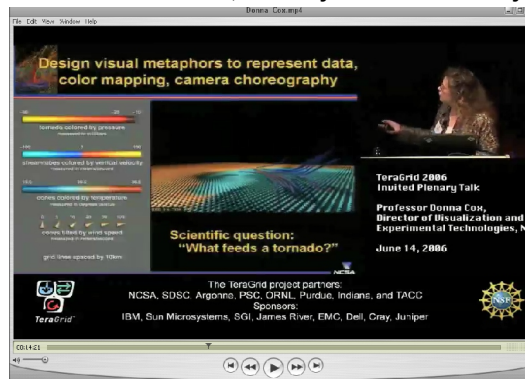 Donna Cox.mp4
File Edit View Window Help
Design visual metaphors to represent data,
color mapping, camera choreography
tornado colored by pressure
streamtubes colored by vertical velocity
cones colored by temperature
cones tilted by wind speed
grid lines spaced by 10km
Scientific question:
"What feeds a tornado?"
NCSA
TeraGrid 2006
Invited Plenary Talk
Professor Donna Cox,
Director of Visualization and
Experimental Technologies, N
June 14, 2006
The TeraGrid project partners:
NCSA, SDSC, Argonne, PSC, ORNL, Purdue, Indiana, and TACC
Sponsors:
IBM, Sun Microsystems, SGI, James River, EMC, Dell, Cray, Juniper
TeraGrid
NSF
00:14:21